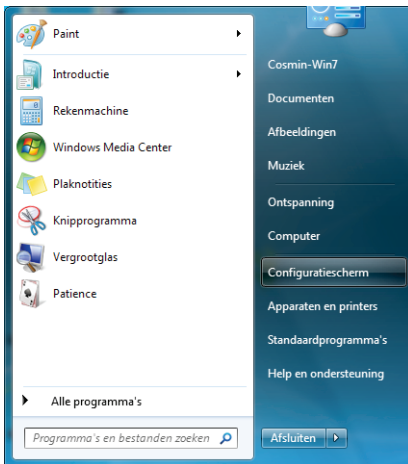 Paint
Introductie
Rekenmachine
Windows Media Center
Plaknotities
Knipprogramma
Vergrootglas
Patience
Alle programma's
Programma's en bestanden zoeken
Cosmin-Win7
Documenten
Afbeeldingen
Muziek
Ontspanning
Computer
Configuratiescherm
Apparaten en printers
Standaardprogramma's
Help en ondersteuning
Afsluiten